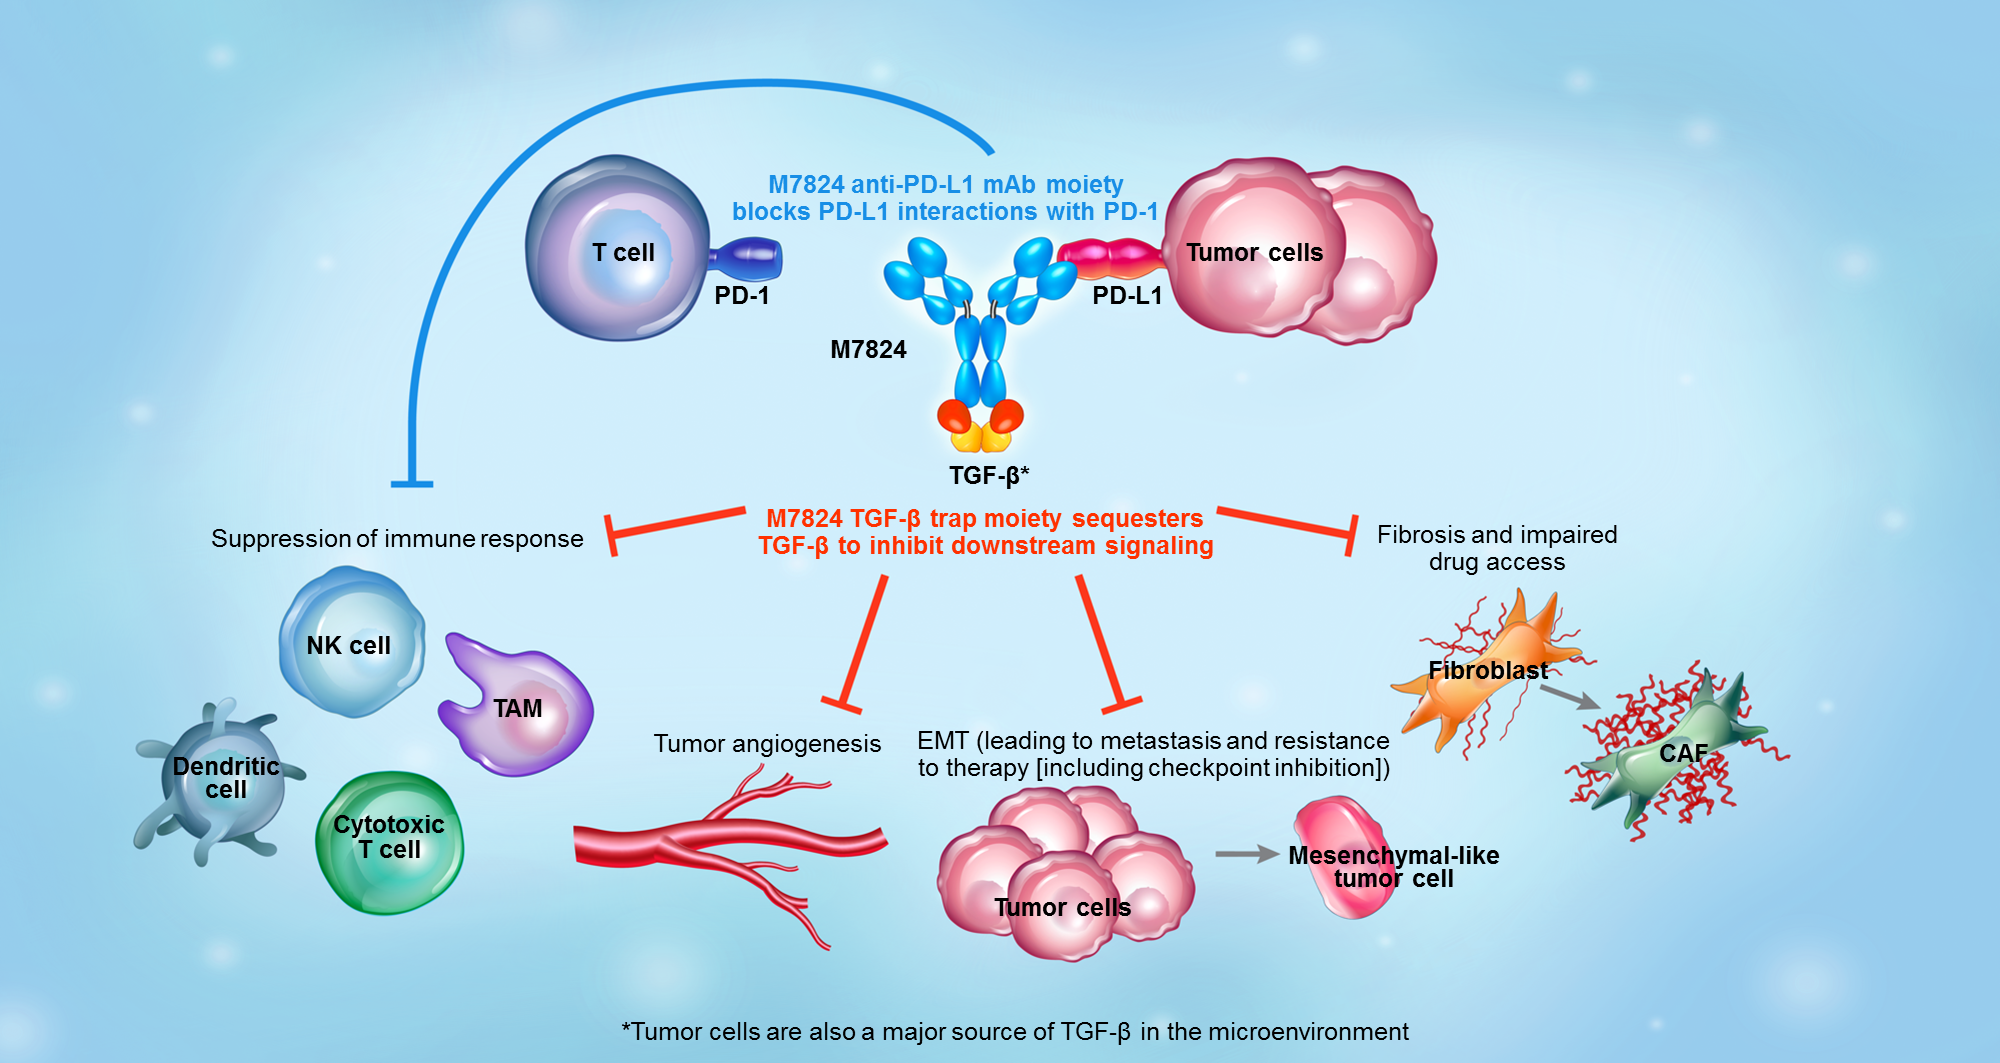 M7824 anti-PD-L1 mAb moiety
blocks PD-L1 interactions with PD-1
T cell
Tumor cells
PD-1
PD-L1
M7824
TGF-β*
M7824 TGF-β trap moiety sequesters
TGF-β to inhibit downstream signaling
Suppression of immune response
Fibrosis and impaired
drug access
NK cell
TAM
Dendritic
cell
Cytotoxic
T cell
Tumor angiogenesis
EMT (leading to metastasis and resistance
to therapy [including checkpoint inhibition])
Tumor cells
Mesenchymal-like
tumor cell
Fibroblast
CAF
*Tumor cells are also a major source of TGF-β in the microenvironment